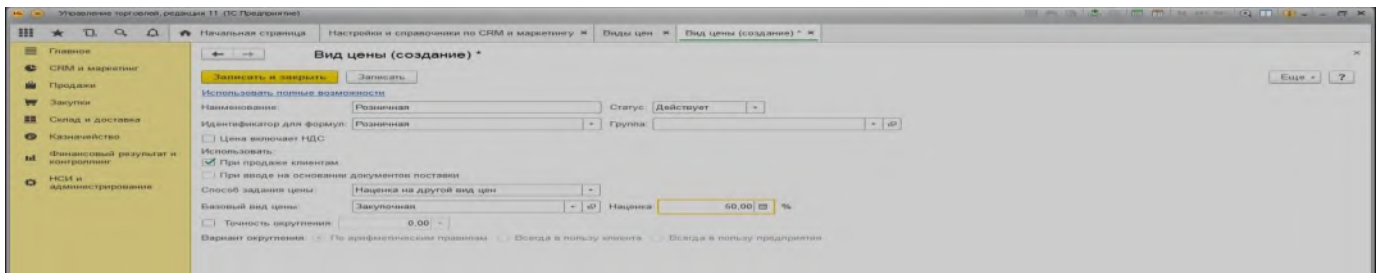 Управление торговлей, редакция 11 (1С:Предприятие)
Начальная страница Настройки и справочники по CRM и маркетингу × Виды цен × Вид цены (создание) * ×
Главное
CRM и маркетинг
Продажи
Закупки
Склад и доставка
Казначейство
Финансовый результат и
контроллинг
НСИ и
администрирование
Вид цены (создание) *
Записать и закрыть Записать Еще ?
Использовать полные возможности
Наименование: Розничная Статус: Действует
Идентификатор для формул: Розничная Группа:
Цена включает НДС
Использовать:
При продаже клиентам
При вводе на основании документов поставки
Способ задания цены: Наценка на другой вид цен
Базовый вид цены: Закупочная Наценка: 50,00 %
Точность округления: 0,00
Вариант округления: По арифметическим правилам Всегда в пользу клиента Всегда в пользу предприятия